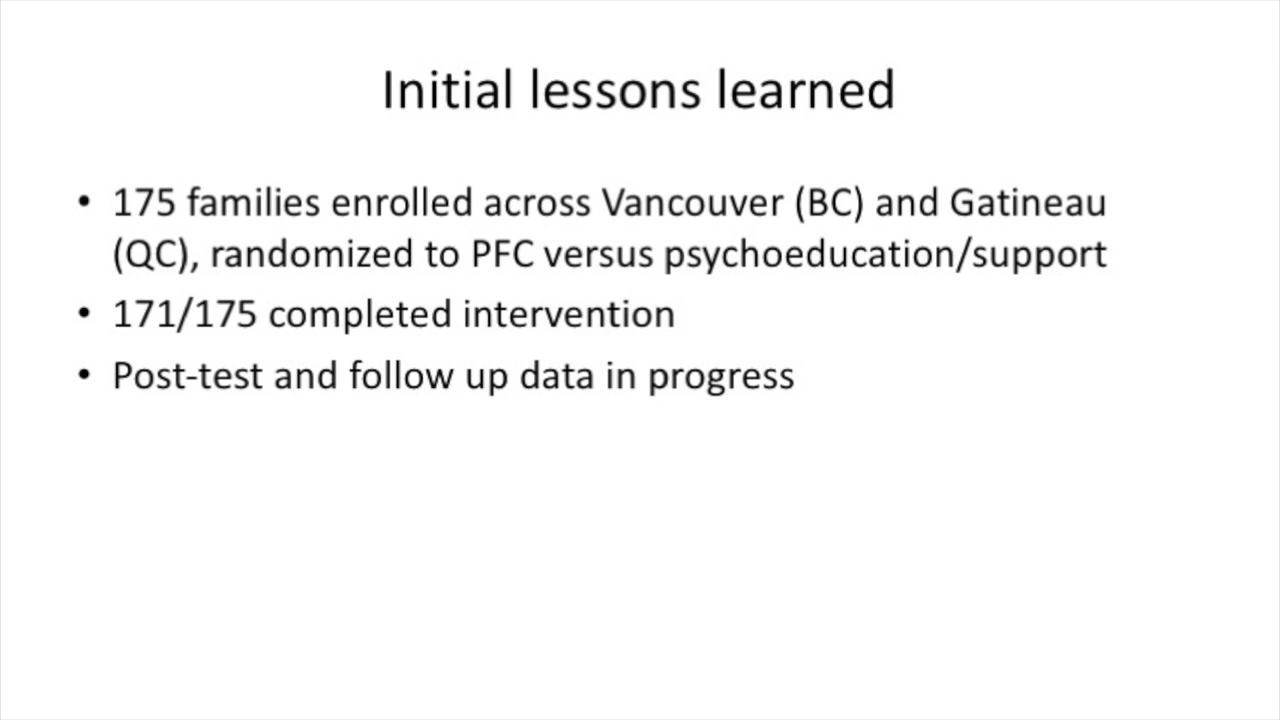 Initial lessons learned
• 175 families enrolled across Vancouver (BC) and Gatineau
(QC), randomized to PFC versus psychoeducation/support
• 171/175 completed intervention
• Post-test and follow up data in progress